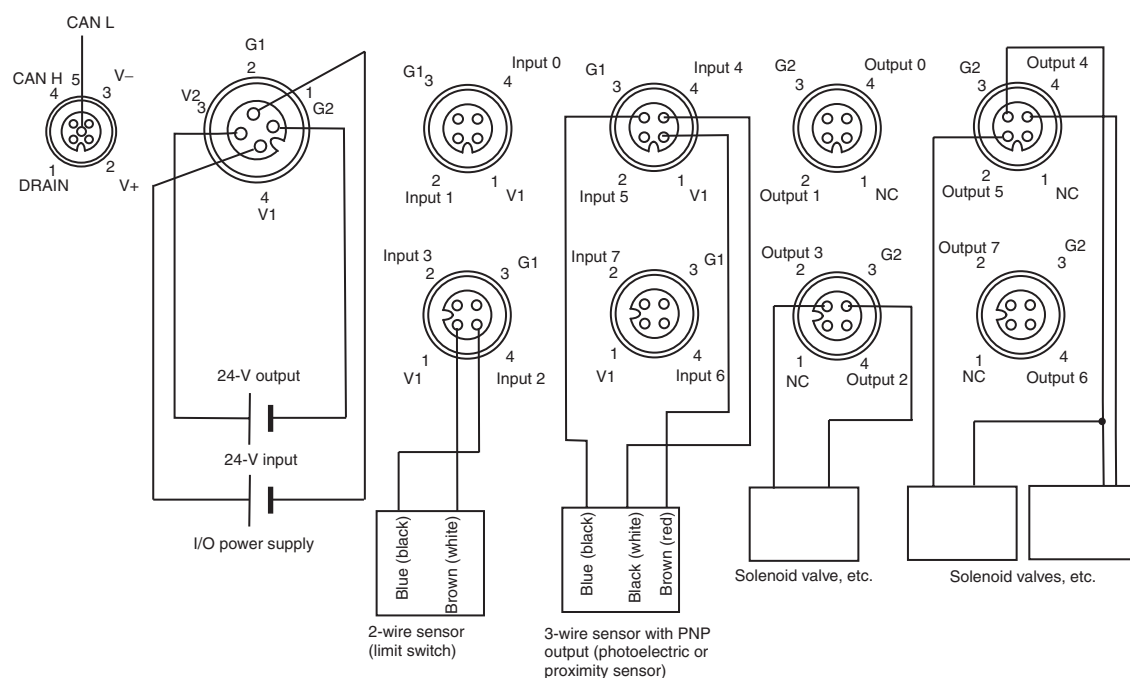 CAN L
CAN H
5
V–
4
3
1
2
DRAIN
V+
G1
2
V2
3
1
G2
4
V1
G1
3
Input 0
4
2
Input 1
1
V1
G1
3
Input 4
4
2
Input 5
1
V1
G2
3
Output 0
4
2
Output 1
1
NC
G2
3
Output 4
4
2
Output 5
1
NC
Input 3
2
3
G1
1
V1
4
Input 2
Input 7
2
3
G1
1
V1
4
Input 6
Output 3
2
G2
3
1
NC
4
Output 2
Output 7
2
G2
3
1
NC
4
Output 6
24-V output
24-V input
I/O power supply
Blue (black)
Brown (white)
2-wire sensor
(limit switch)
Blue (black)
Black (white)
Brown (red)
3-wire sensor with PNP
output (photoelectric or
proximity sensor)
Solenoid valve, etc.
Solenoid valves, etc.